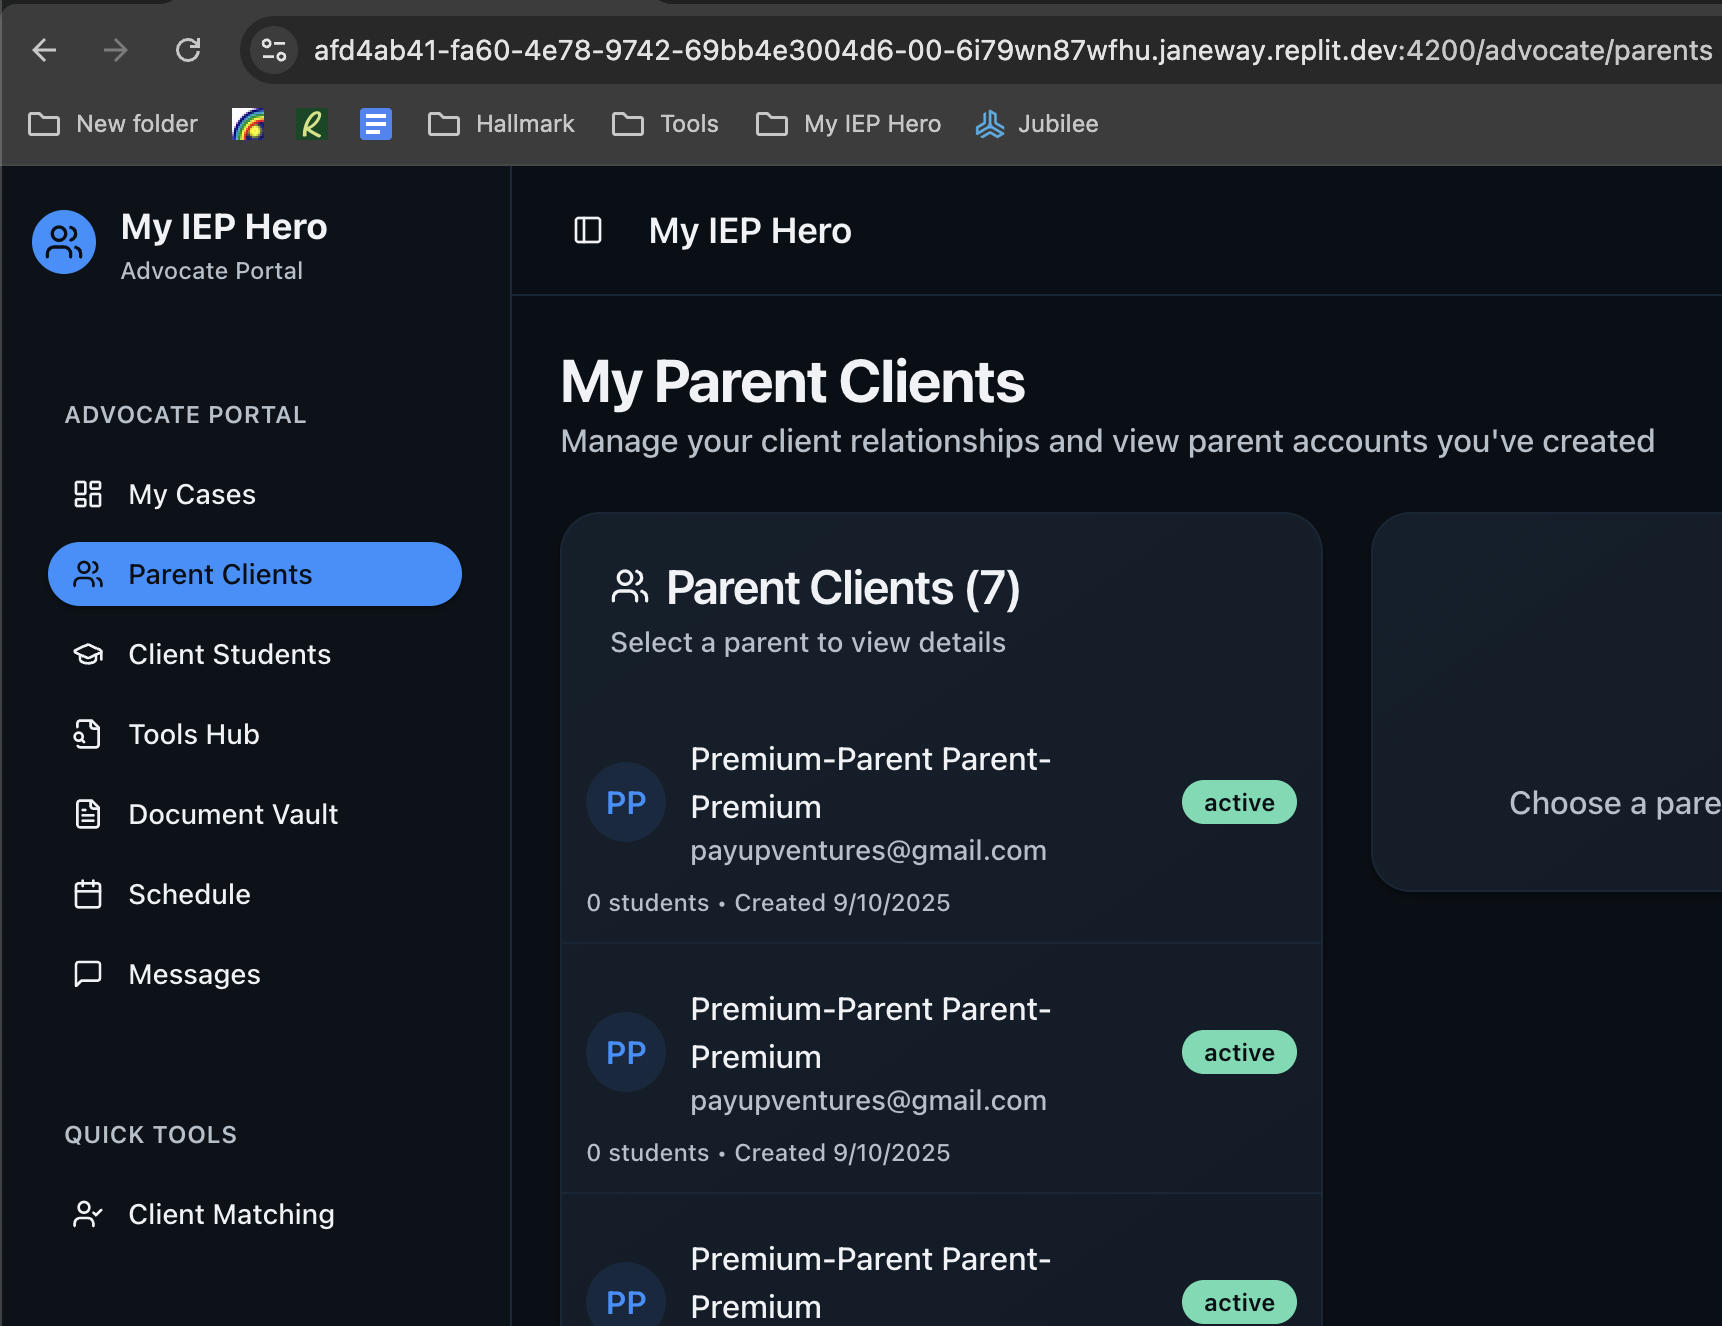 afd4ab41-fa60-4e78-9742-69bb4e3004d6-00-6i79wn87wfhu.janeway.replit.dev:4200/advocate/parents
New folder
Hallmark
Tools
My IEP Hero
Jubilee
My IEP Hero
Advocate Portal
ADVOCATE PORTAL
My Cases
Parent Clients
Client Students
Tools Hub
Document Vault
Schedule
Messages
QUICK TOOLS
Client Matching
My IEP Hero
My Parent Clients
Manage your client relationships and view parent accounts you've created
Parent Clients (7)
Select a parent to view details
PP
Premium-Parent Parent-
Premium
payupventures@gmail.com
active
0 students • Created 9/10/2025
PP
Premium-Parent Parent-
Premium
payupventures@gmail.com
active
0 students • Created 9/10/2025
PP
Premium-Parent Parent-
Premium
active
Choose a pare